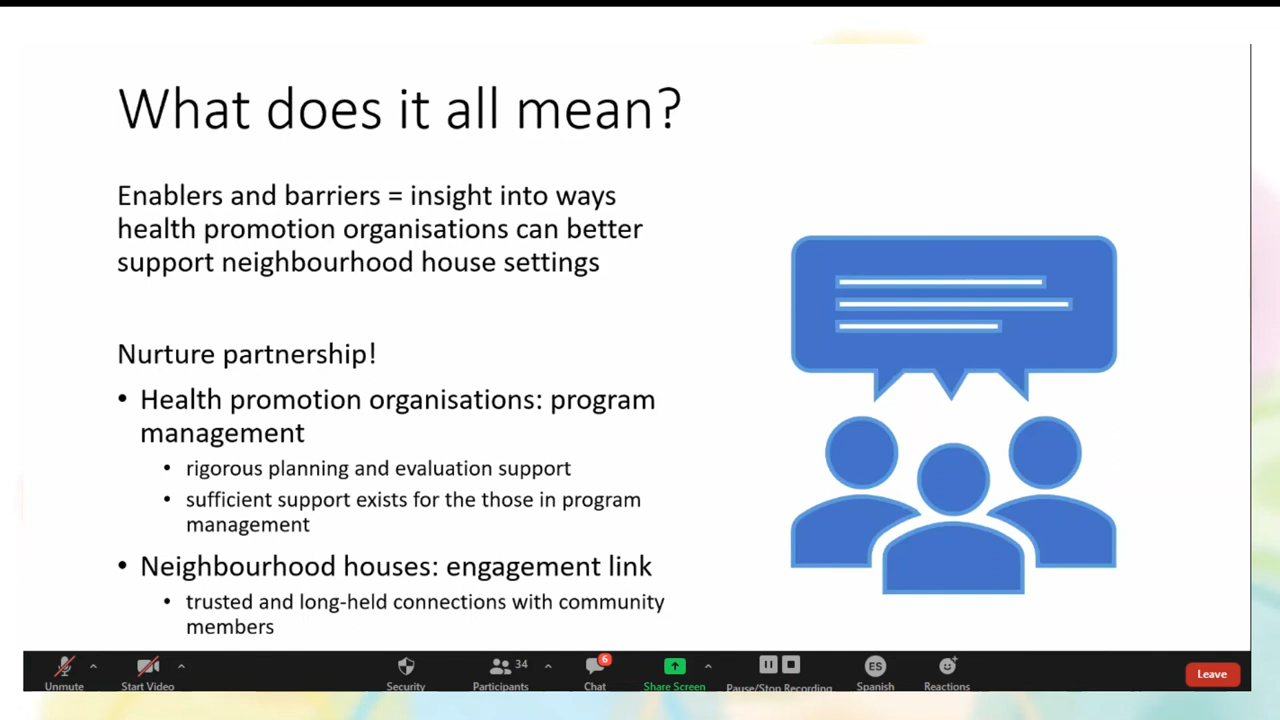 What does it all mean?
Enablers and barriers = insight into ways
health promotion organisations can better
support neighbourhood house settings
Nurture partnership!
• Health promotion organisations: program
management
• rigorous planning and evaluation support
• sufficient support exists for the those in program
management
• Neighbourhood houses: engagement link
• trusted and long-held connections with community
members
34
6
ES
Unmute
Start Video
Security
Participants
Chat
Share Screen
Pause/Stop Recording
Spanish
Reactions
Leave